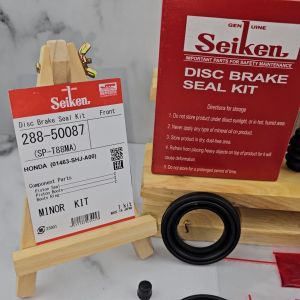 Seiken
Disc Brake Seal Kit Front
288-50087
(SP-T88MA)
HONDA (01463-SHJ-A00)
Component Parts
Piston Seal
Piston Boots
MINOR KIT
1 Kit
GENUINE
Seiken
IMPORTANT PARTS FOR SAFETY MAINTENANCE
DISC BRAKE
SEAL KIT
Directions for storage
1. Do not store product under direct sunlight, or in hot, humid area.
2. Never apply any type of mineral oil on product.
3. Store product in dry, dust-free area.
4. Refrain from placing heavy objects on top of product for it will
cause deformation.
5. Do not store for a prolonged period of time.